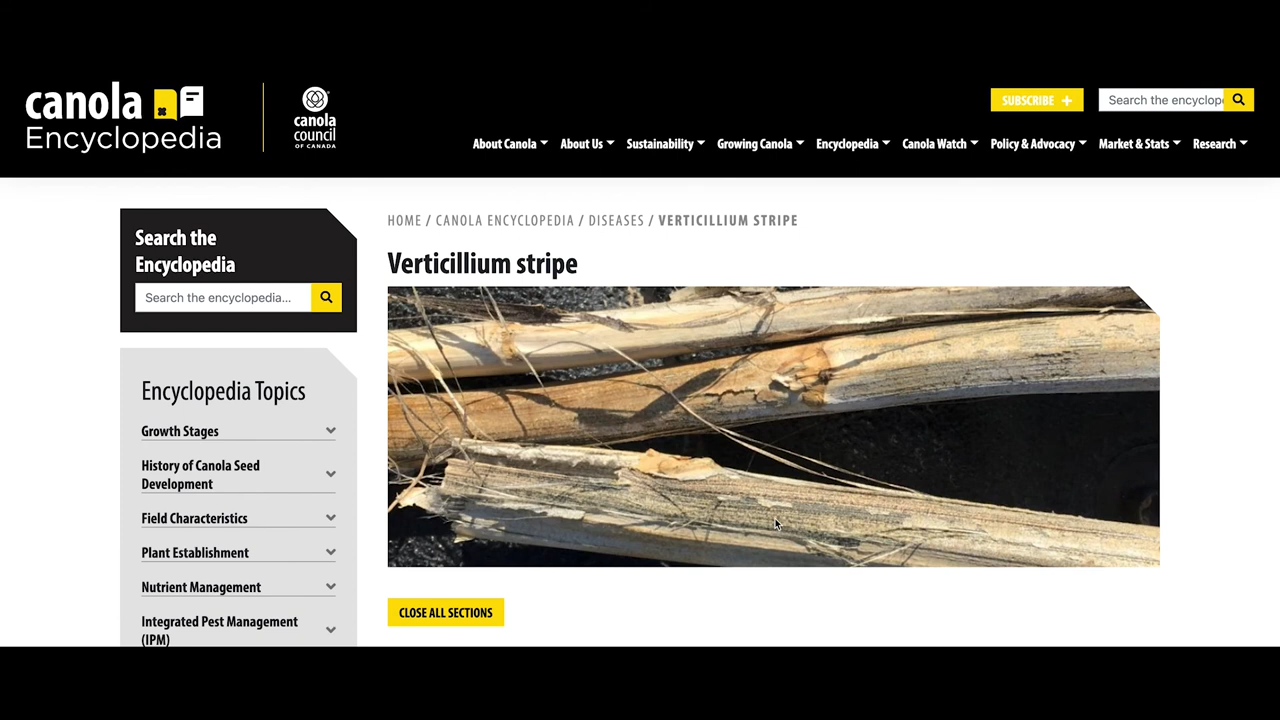 canola
Encyclopedia
canola
council
OF CANADA
SUBSCRIBE +
Search the encyclop
About Canola
About Us
Sustainability
Growing Canola
Encyclopedia
Canola Watch
Policy & Advocacy
Market & Stats
Research
Search the
Encyclopedia
Search the encyclopedia...
Encyclopedia Topics
Growth Stages
History of Canola Seed
Development
Field Characteristics
Plant Establishment
Nutrient Management
Integrated Pest Management
(IPM)
HOME / CANOLA ENCYCLOPEDIA / DISEASES / VERTICILLIUM STRIPE
Verticillium stripe
CLOSE ALL SECTIONS